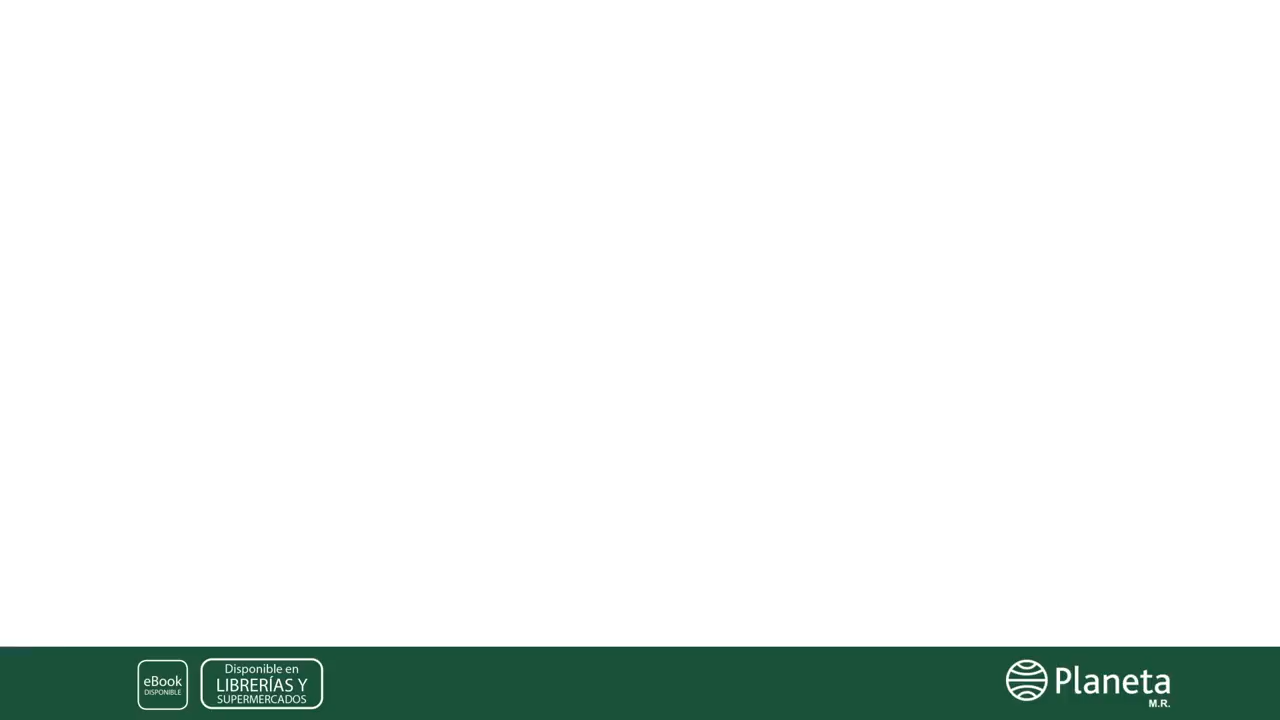 eBook
DISPONIBLE
Disponible en
LIBRERÍAS Y
SUPERMERCADOS
Planeta
M.R.